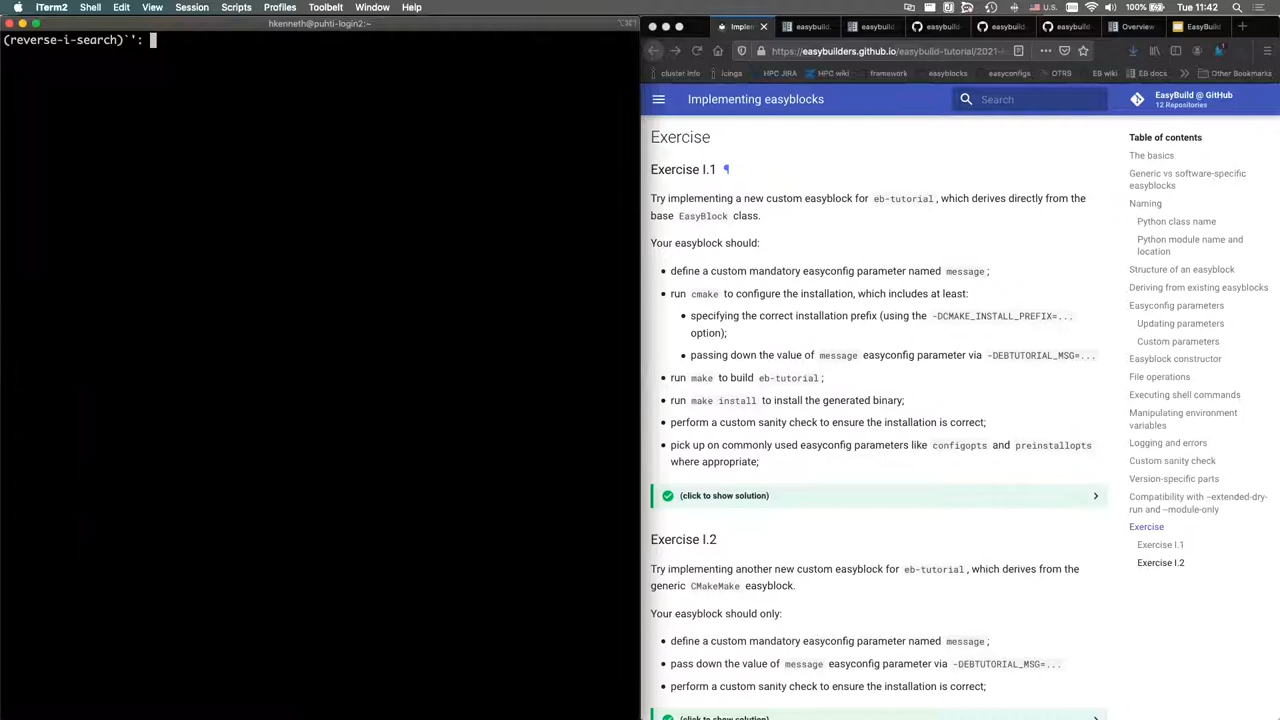 iTerm2 Shell Edit View Session Scripts Profiles Toolbelt Window Help 100% Tue 11:42
hkenneth@puhti-login2:~
(reverse-i-search)`':
Implem
easybuild.
easybuild
easybuild
easybuild
Overview
EasyBuild
https://easybuilders.github.io/easybuild-tutorial/2021-
cluster info
icinga
HPC JIRA
HPC wiki
framework
easyblocks
easyconfigs
OTRS
EB wiki
EB docs
Other Bookmarks
Implementing easyblocks
Search
EasyBuild @ GitHub
12 Repositories
Exercise
Exercise I.1 ¶
Try implementing a new custom easyblock for eb-tutorial, which derives directly from the
base EasyBlock class.
Your easyblock should:
• define a custom mandatory easyconfig parameter named message;
• run cmake to configure the installation, which includes at least:
• specifying the correct installation prefix (using the -DCMAKE_INSTALL_PREFIX=...
option);
• passing down the value of message easyconfig parameter via -DEBTUTORIAL_MSG=...
• run make to build eb-tutorial;
• run make install to install the generated binary;
• perform a custom sanity check to ensure the installation is correct;
• pick up on commonly used easyconfig parameters like configopts and preinstallopts
where appropriate;
(click to show solution)
Exercise I.2
Try implementing another new custom easyblock for eb-tutorial, which derives from the
generic CMakeMake easyblock.
Your easyblock should only:
• define a custom mandatory easyconfig parameter named message;
• pass down the value of message easyconfig parameter via -DEBTUTORIAL_MSG=...
• perform a custom sanity check to ensure the installation is correct;
(click to show solution)
Table of contents
The basics
Generic vs software-specific
easyblocks
Naming
Python class name
Python module name and
location
Structure of an easyblock
Deriving from existing easyblocks
Easyconfig parameters
Updating parameters
Custom parameters
Easyblock constructor
File operations
Executing shell commands
Manipulating environment
variables
Logging and errors
Custom sanity check
Version-specific parts
Compatibility with --extended-dry-
run and --module-only
Exercise
Exercise I.1
Exercise I.2